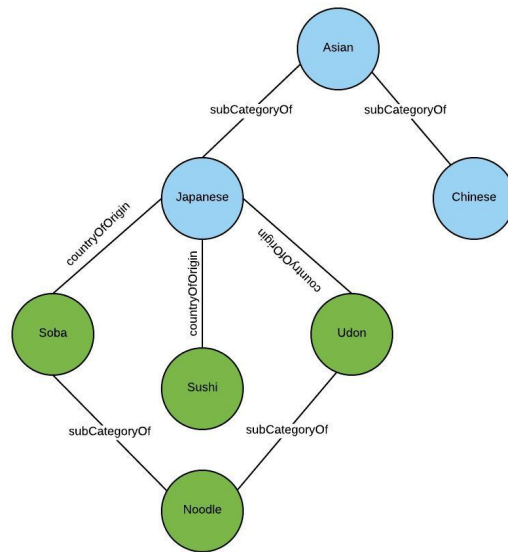 Asian
subCategoryOf
subCategoryOf
Japanese
Chinese
countryOfOrigin
countryOfOrigin
countryOfOrigin
Soba
Sushi
Udon
subCategoryOf
subCategoryOf
Noodle